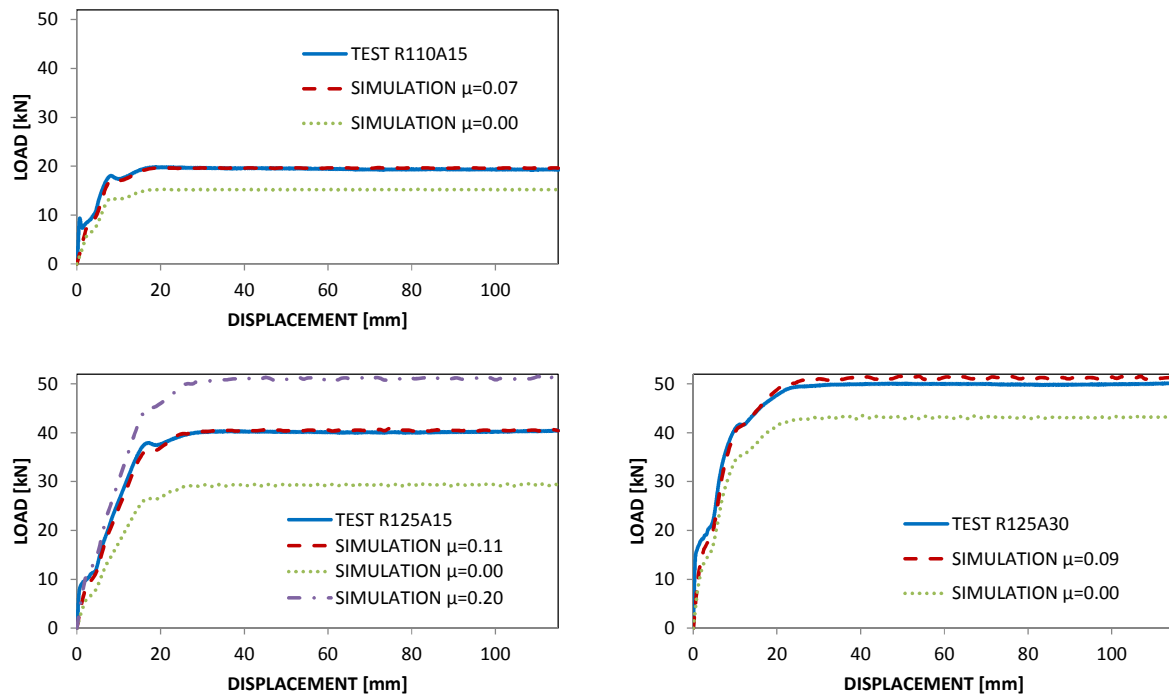 50
40
30
20
10
0
LOAD [kN]
TEST R110A15
SIMULATION µ=0.07
SIMULATION µ=0.00
0 20 40 60 80 100
DISPLACEMENT [mm]
50
40
30
20
10
0
LOAD [kN]
TEST R125A15
SIMULATION µ=0.11
SIMULATION µ=0.00
SIMULATION µ=0.20
0 20 40 60 80 100
DISPLACEMENT [mm]
50
40
30
20
10
0
LOAD [kN]
TEST R125A30
SIMULATION µ=0.09
SIMULATION µ=0.00
0 20 40 60 80 100
DISPLACEMENT [mm]